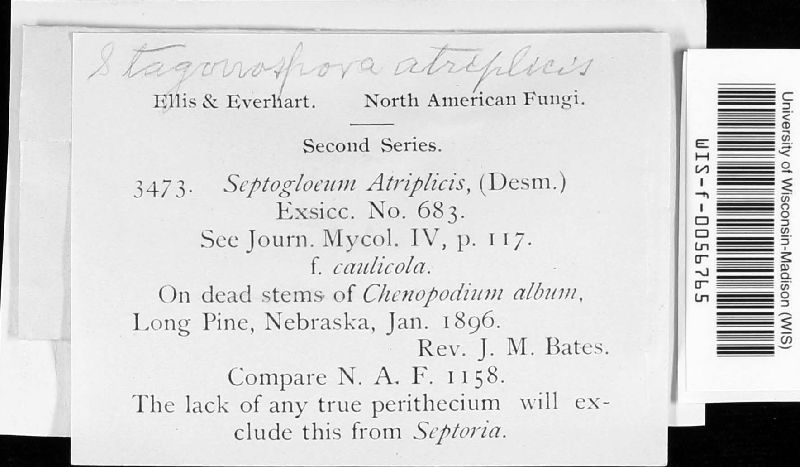 Stagonospora atriplicis
Ellis & Everhart. North American Fungi.
Second Series.
3473. Septogloeum Atriplicis, (Desm.)
Exsicc. No. 683.
See Journ. Mycol. IV, p. 117.
f. caulicola.
On dead stems of Chenopodium album,
Long Pine, Nebraska, Jan. 1896.
Rev. J. M. Bates.
Compare N. A. F. 1158.
The lack of any true perithecium will ex-
clude this from Septoria.
University of Wisconsin-Madison (WIS)
WIS-f-0056765